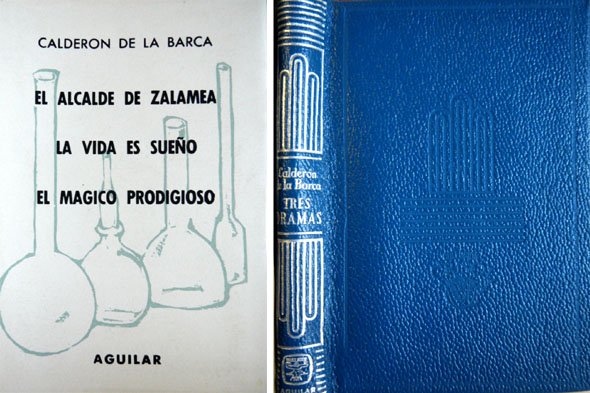 CALDERON DE LA BARCA
EL ALCALDE DE ZALAMEA
LA VIDA ES SUEÑO
EL MAGICO PRODIGIOSO
AGUILAR
Calderón
de la Barca
TRES
DRAMAS
AGUILAR